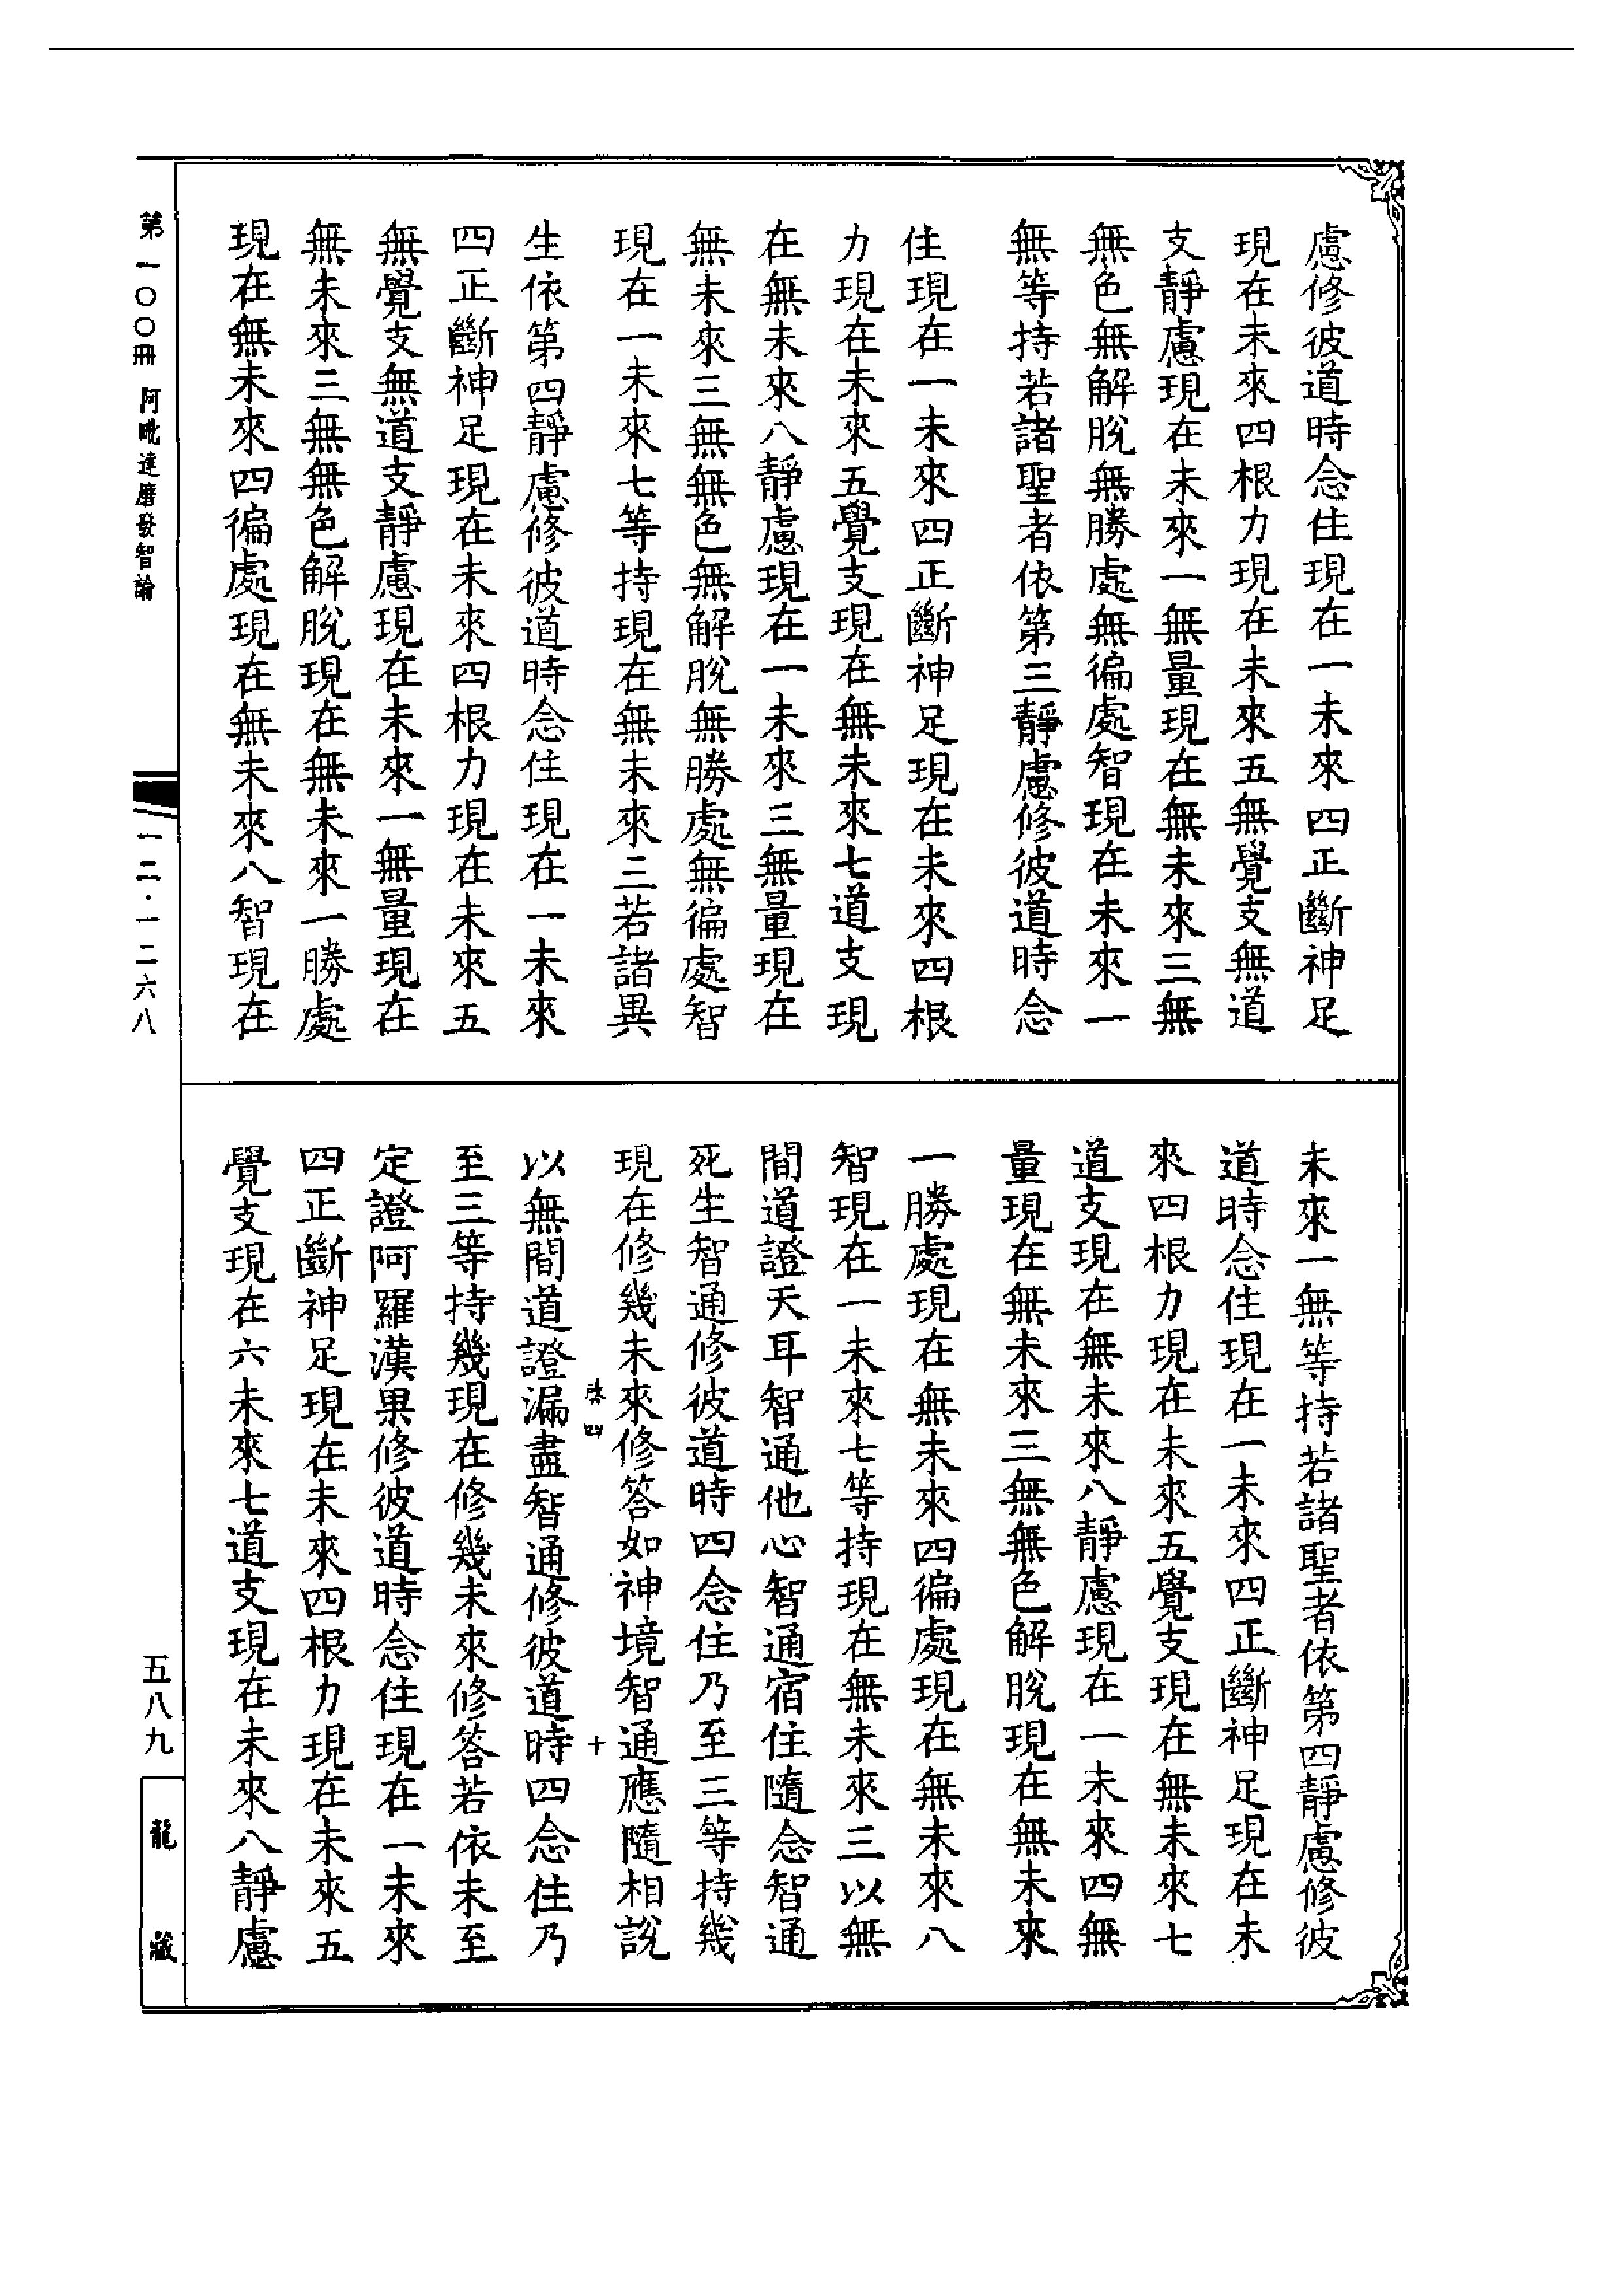 慮修彼道時念住現在一未來四正斷神足
現在未來四根力現在未來五無覺支無道
支靜慮現在未來一無量現在無未來三無
無色無解脫無勝處無徧處智現在未來一
無等持若諸聖者依第三靜慮修彼道時念
住現在一未來四正斷神足現在未來四根
力現在未來五覺支現在無未來七道支現
在無未來八靜慮現在一未來三無量現在
無未來三無無色無解脫無勝處無徧處智
現在一未來七等持現在無未來三若諸異
生依第四靜慮修彼道時念住現在一未來
四正斷神足現在未來四根力現在未來五
無覺支無道支靜慮現在未來一無量現在
無未來三無無色解脫現在無未來一勝處
現在無未來四徧處現在無未來八智現在
未來一無等持若諸聖者依第四靜慮修彼
道時念住現在一未來四正斷神足現在未
來四根力現在未來五覺支現在無未來七
道支現在無未來八靜慮現在一未來四無
量現在無未來三無無色解脫現在無未來
一勝處現在無未來四徧處現在無未來八
智現在一未來七等持現在無未來三以無
間道證天耳智通他心智通宿住隨念智通
死生智通修彼道時四念住乃至三等持幾
現在修幾未來修答如神境智通應隨相說
十
以無間道證漏盡智通修彼道時四念住乃
至三等持幾現在修幾未來修答若依未至
定證阿羅漢果修彼道時念住現在一未來
四正斷神足現在未來四根力現在未來五
覺支現在六未來七道支現在未來八靜慮
第一〇〇冊 阿毗達磨發智論
一二·一二六八
五八九
龍藏